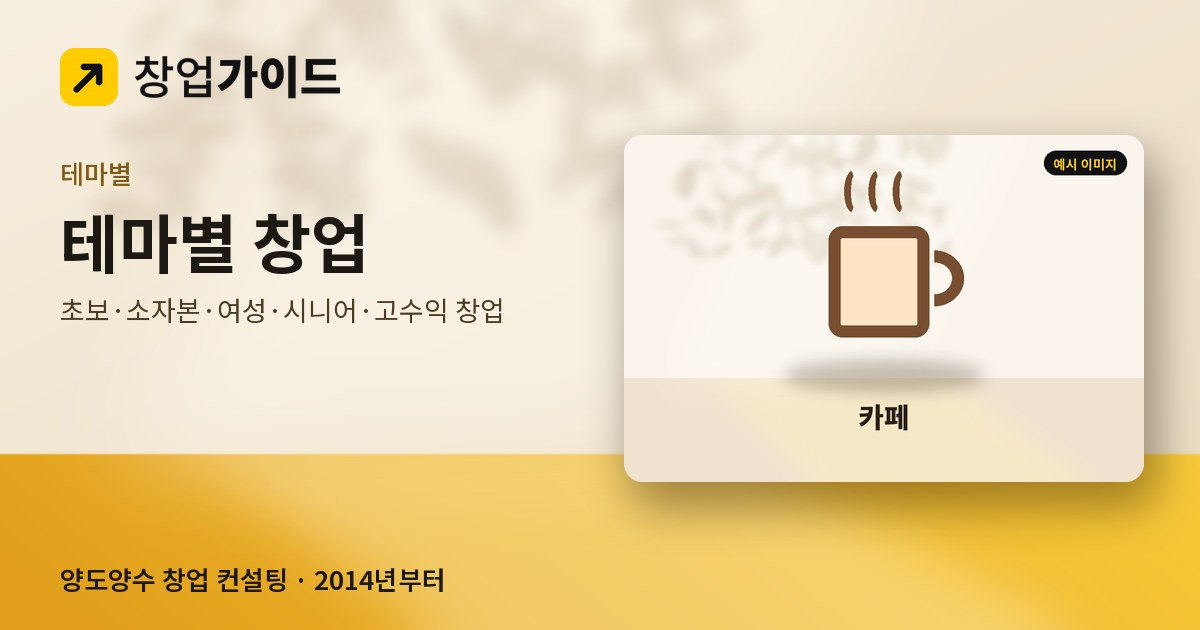 창업가이드
테마별
테마별 창업
초보·소자본·여성·시니어·고수익 창업
예시 이미지
카페
양도양수 창업 컨설팅 · 2014년부터